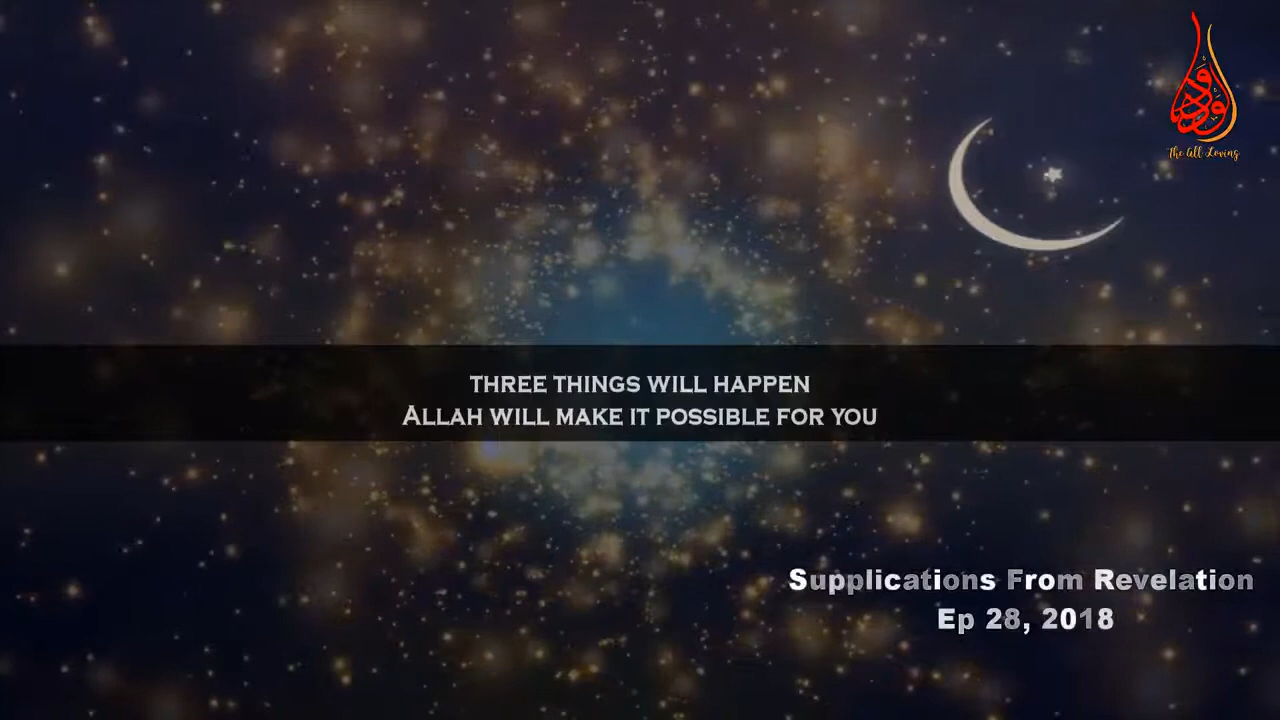 الودود
The All Loving
THREE THINGS WILL HAPPEN
ALLAH WILL MAKE IT POSSIBLE FOR YOU
Supplications From Revelation
Ep 28, 2018